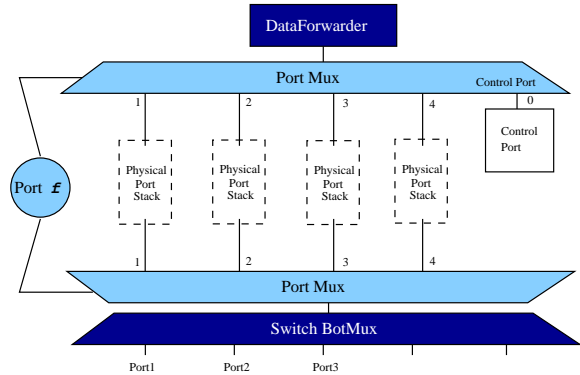 DataForwarder
Port Mux
Control Port
1 2 3 4 0
Control
Port
Physical
Port
Stack
Physical
Port
Stack
Physical
Port
Stack
Physical
Port
Stack
Port f
1 2 3 4
Port Mux
Switch BotMux
Port1 Port2 Port3